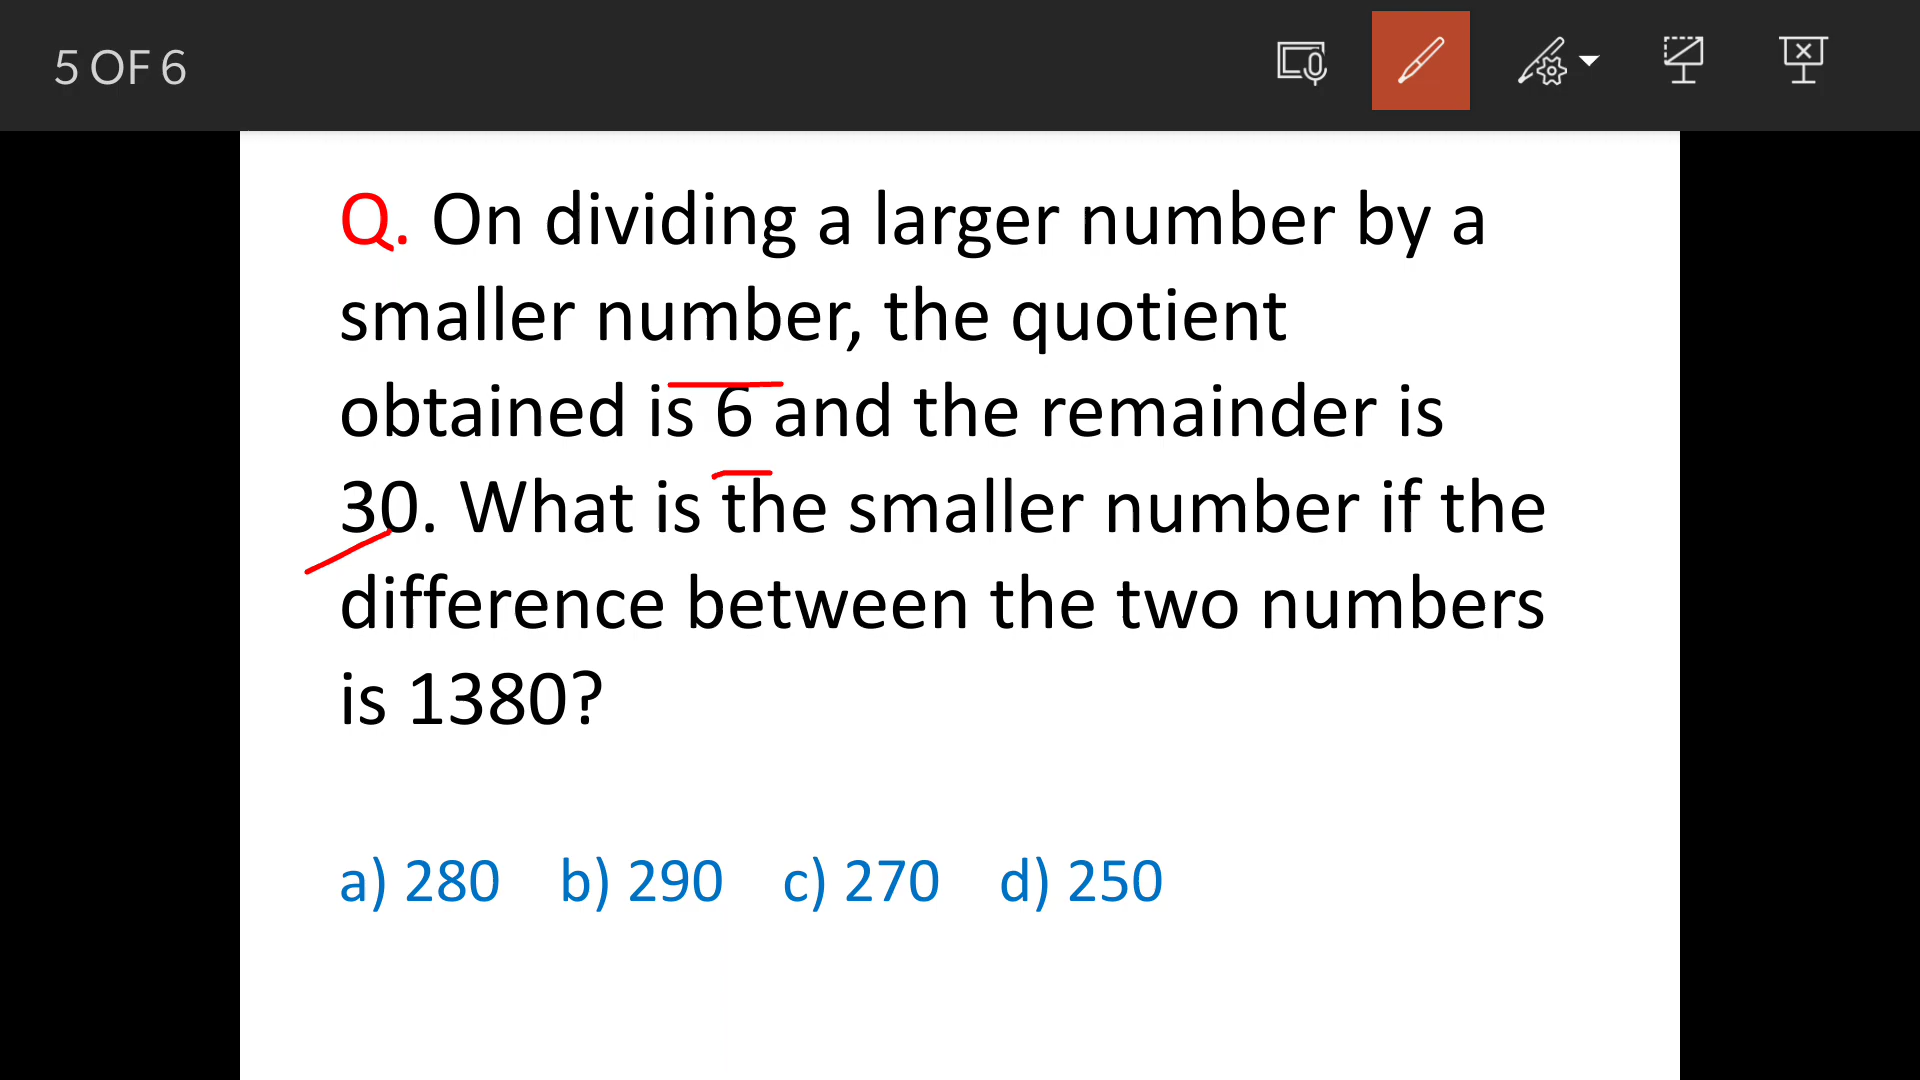 5 OF 6
Q. On dividing a larger number by a
smaller number, the quotient
obtained is 6 and the remainder is
30. What is the smaller number if the
difference between the two numbers
is 1380?
a) 280 b) 290 c) 270 d) 250